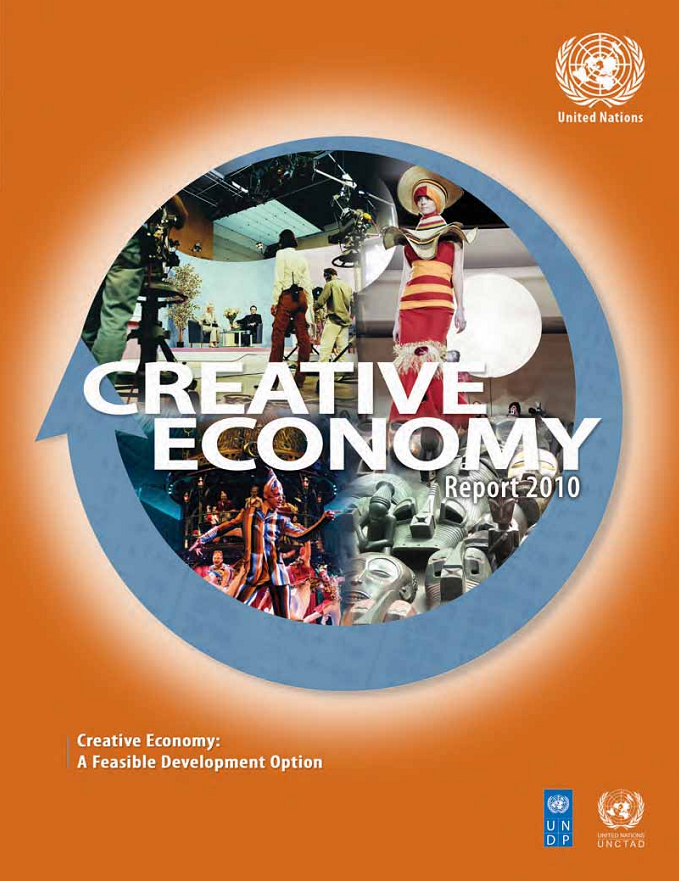 United Nations
CREATIVE
ECONOMY
Report 2010
Creative Economy:
A Feasible Development Option
U N
D P
UNITED NATIONS
UNCTAD